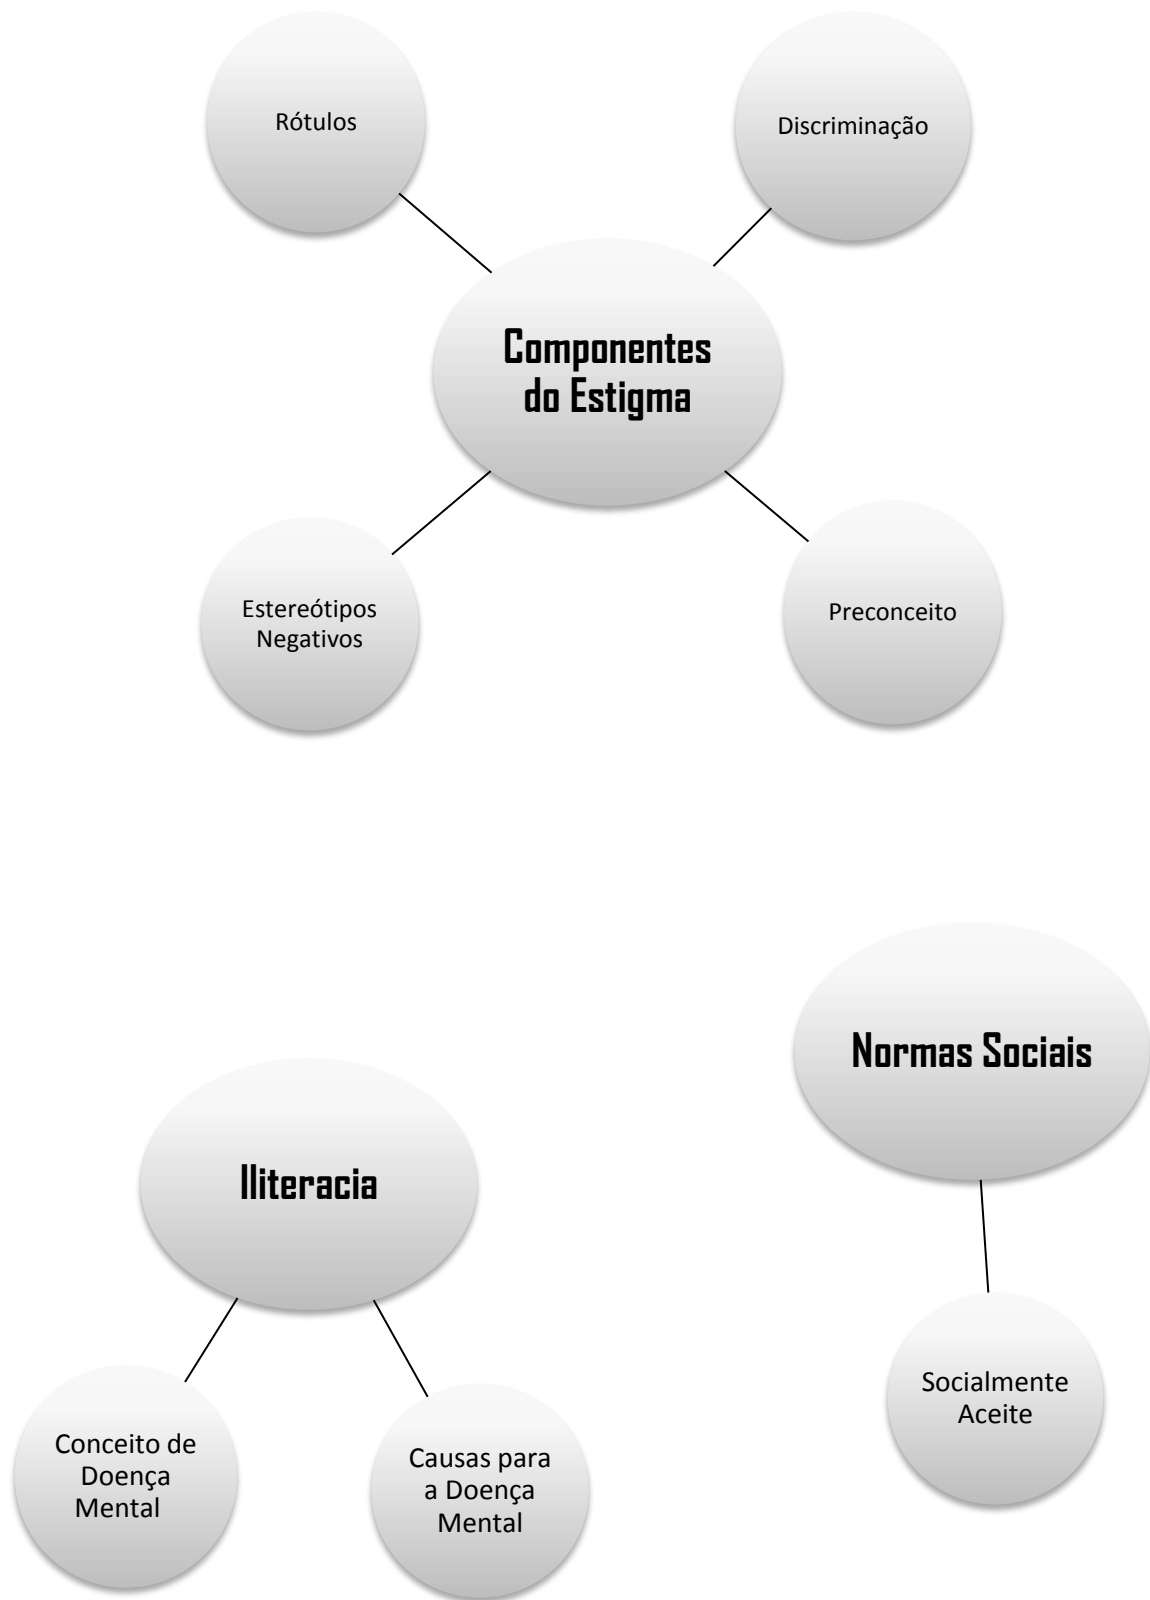 Rótulos
Discriminação
Componentes
do Estigma
Estereótipos
Negativos
Preconceito
Normas Sociais
Iliteracia
Socialmente
Aceite
Conceito de
Doença
Mental
Causas para
a Doença
Mental